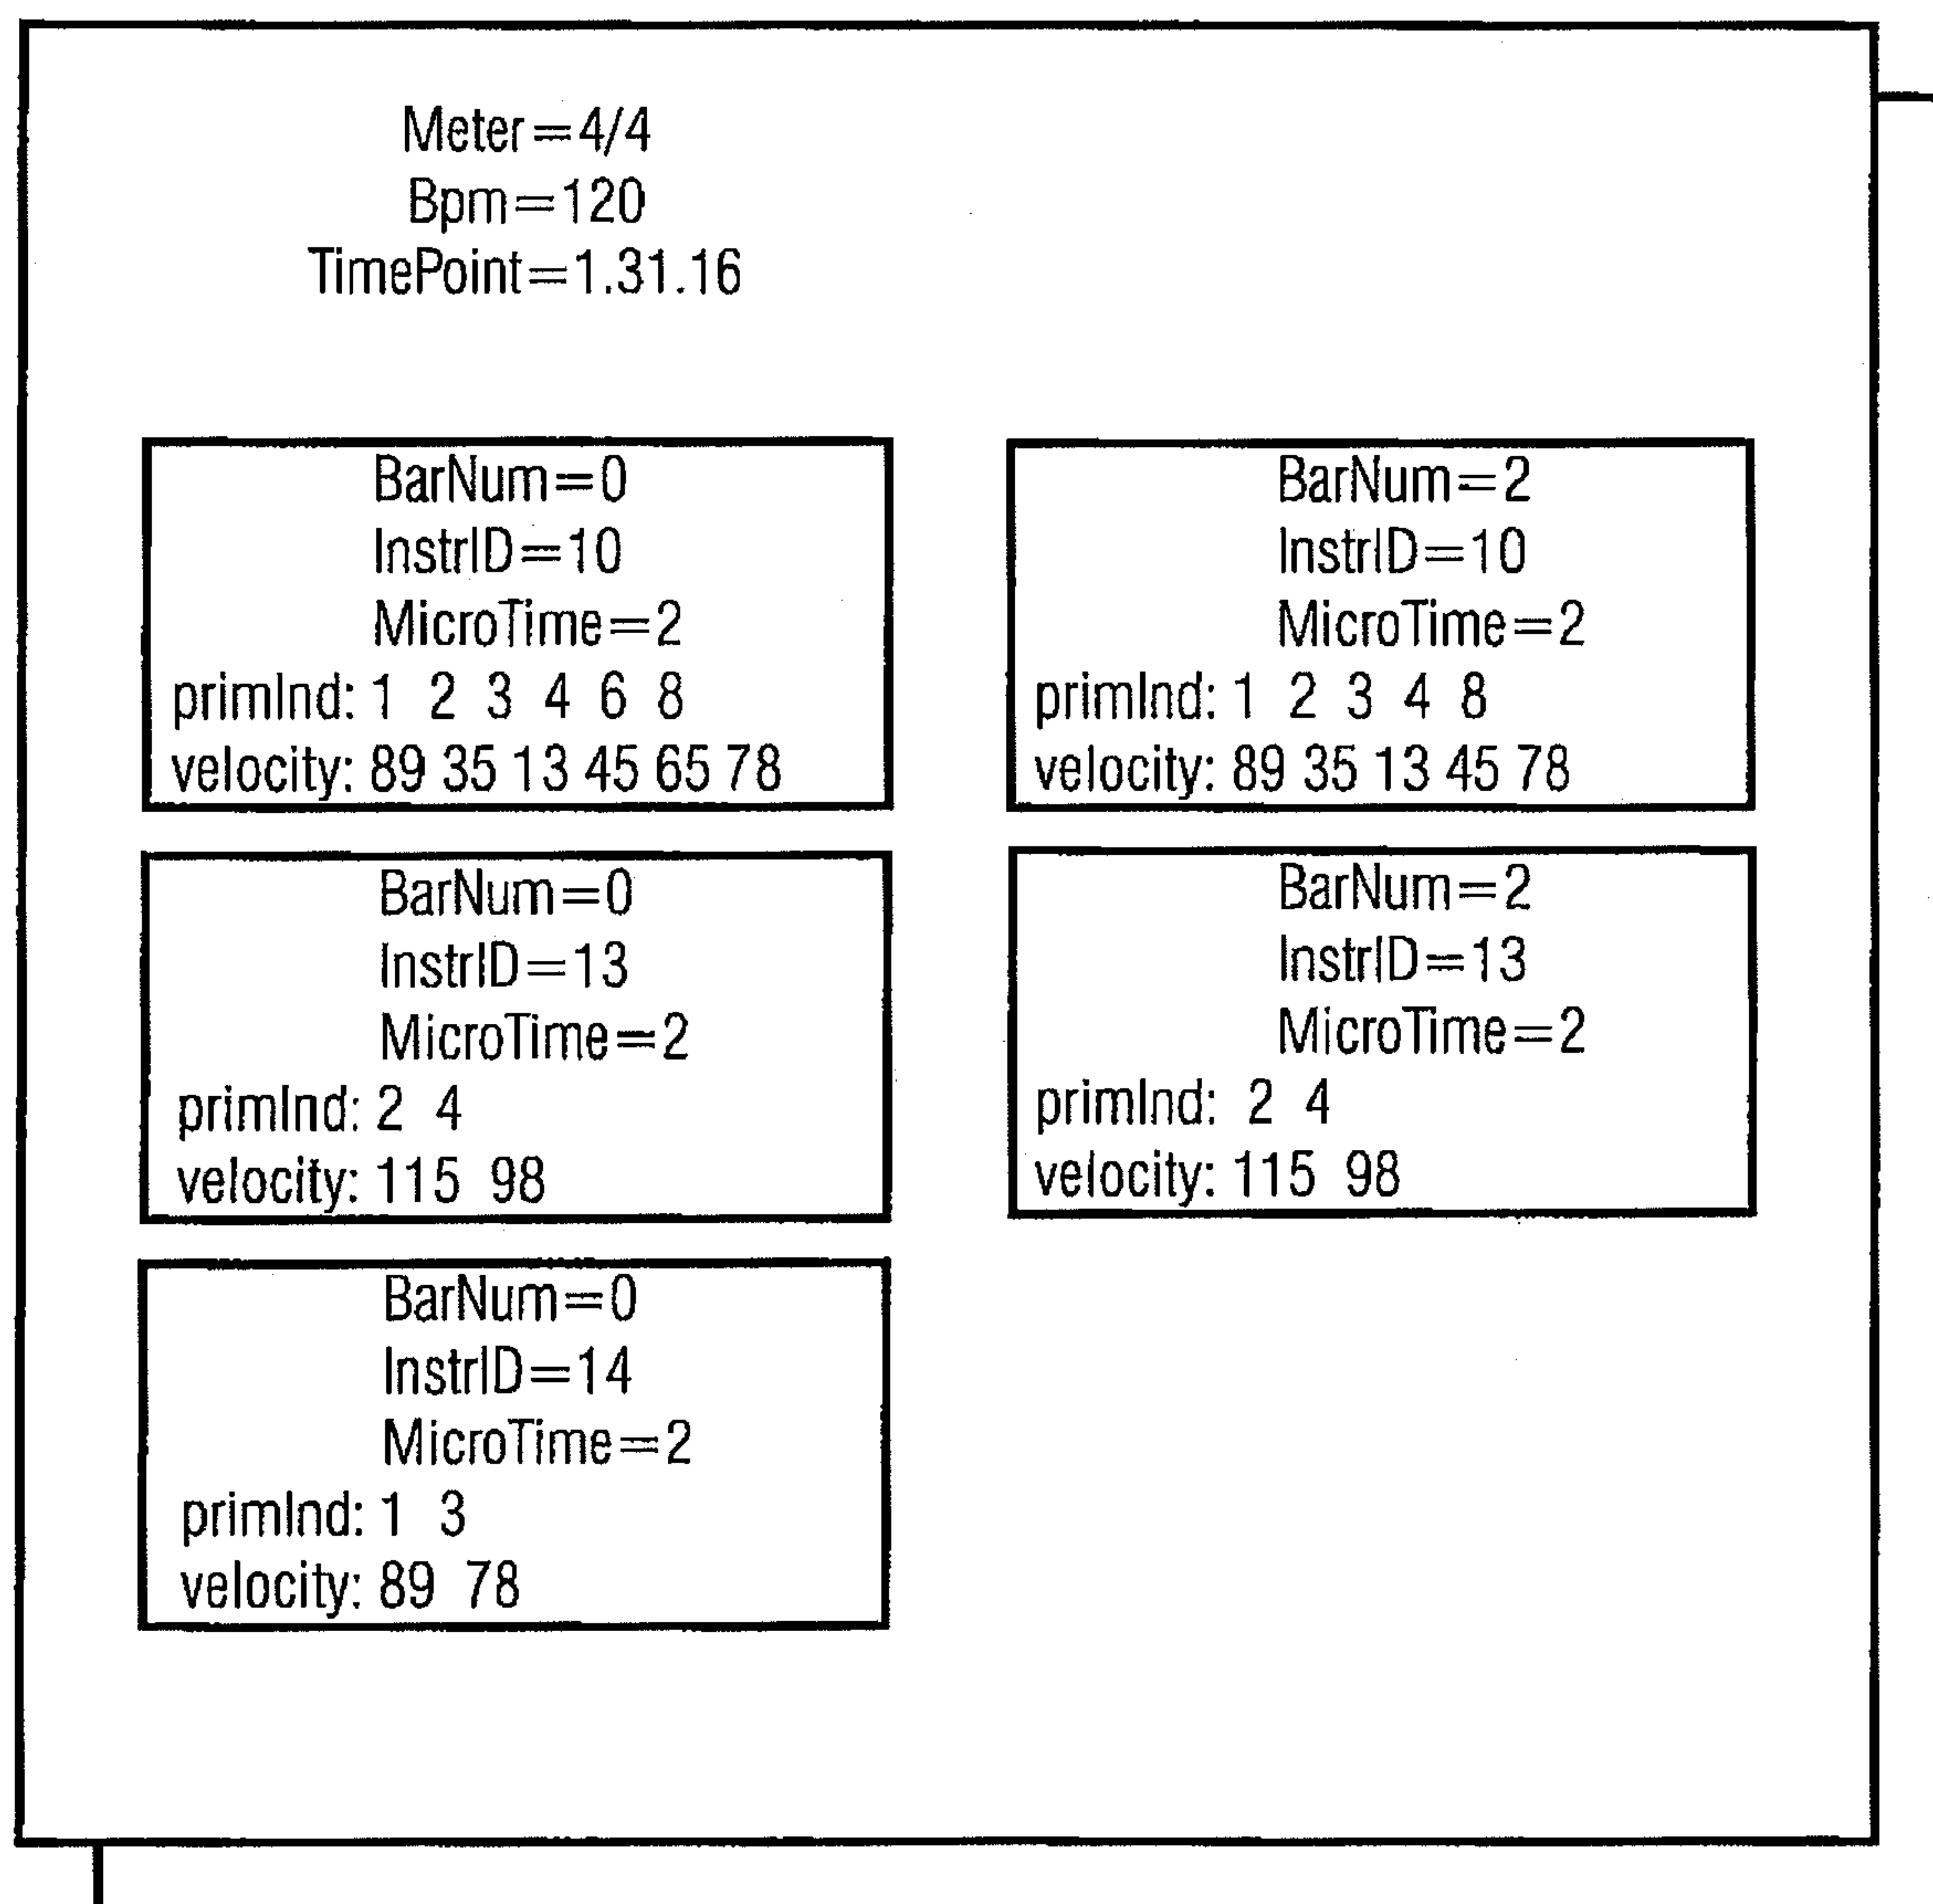 Meter=4/4
Bpm=120
TimePoint=1.31.16
BarNum=0
InstrID=10
MicroTime=2
primInd: 1 2 3 4 6 8
velocity: 89 35 13 45 65 78
BarNum=2
InstrID=10
MicroTime=2
primInd: 1 2 3 4 8
velocity: 89 35 13 45 78
BarNum=0
InstrID=13
MicroTime=2
primInd: 2 4
velocity: 115 98
BarNum=2
InstrID=13
MicroTime=2
primInd: 2 4
velocity: 115 98
BarNum=0
InstrID=14
MicroTime=2
primInd: 1 3
velocity: 89 78